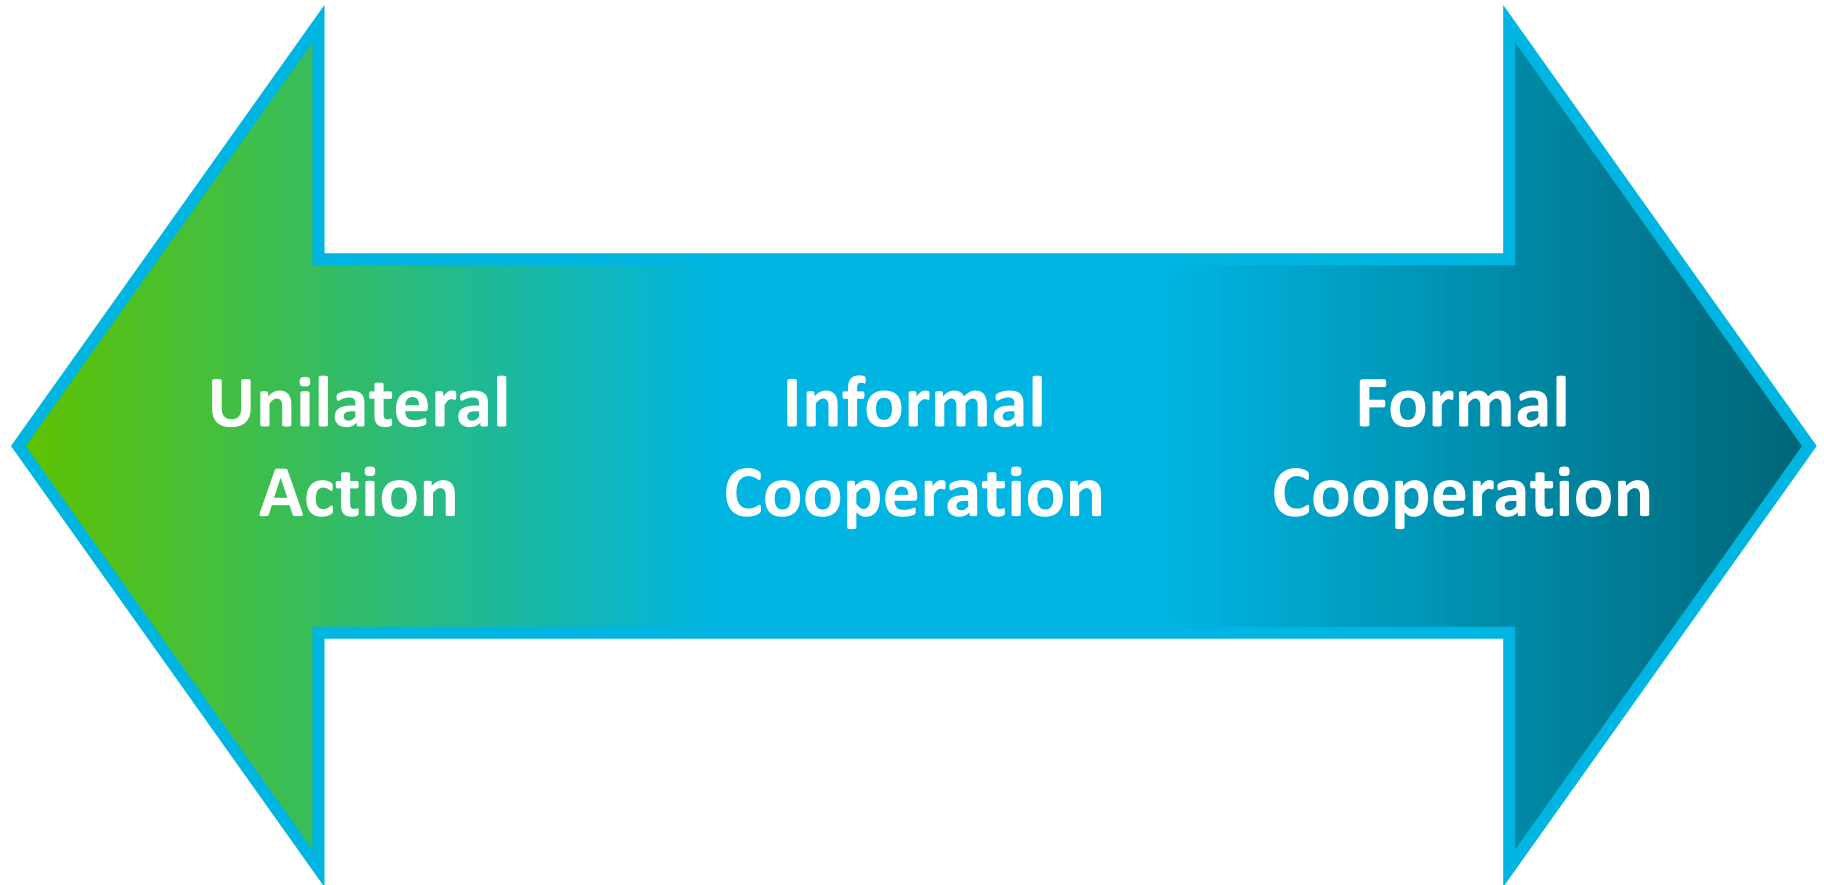 Unilateral
Action
Informal
Cooperation
Formal
Cooperation